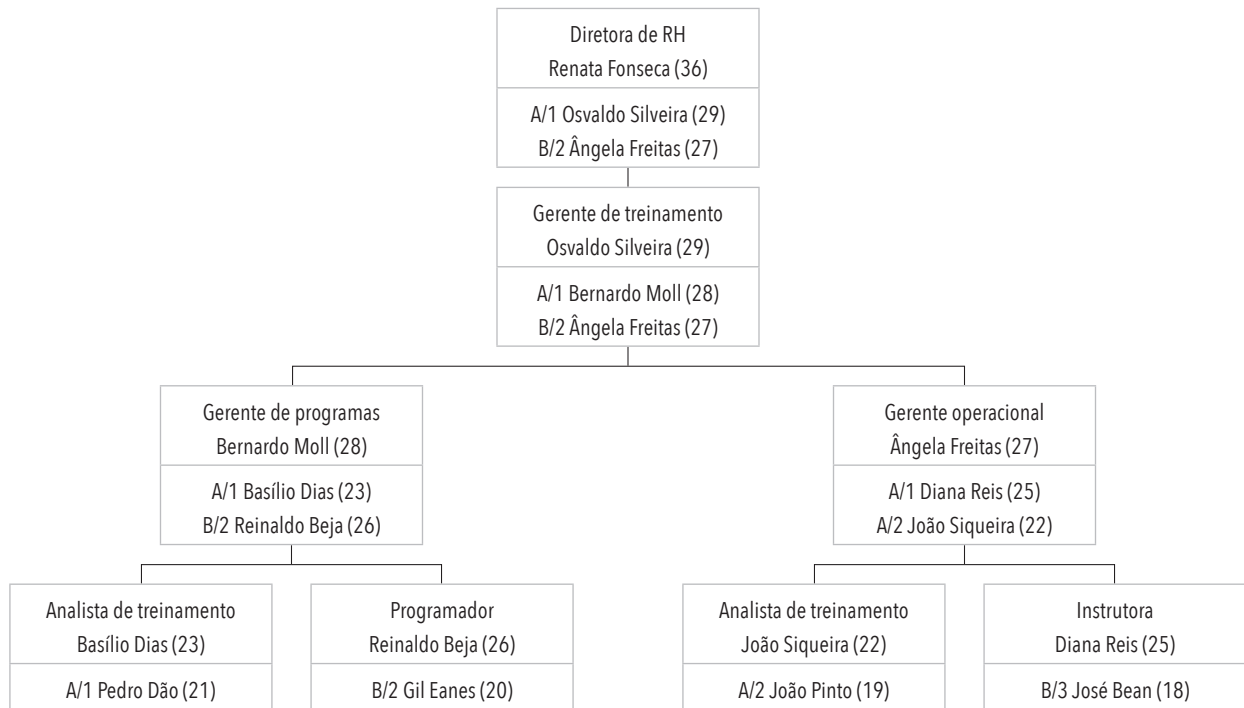 Diretora de RH
Renata Fonseca (36)
A/1 Osvaldo Silveira (29)
B/2 Ângela Freitas (27)
Gerente de treinamento
Osvaldo Silveira (29)
A/1 Bernardo Moll (28)
B/2 Ângela Freitas (27)
Gerente de programas
Bernardo Moll (28)
A/1 Basílio Dias (23)
B/2 Reinaldo Beja (26)
Gerente operacional
Ângela Freitas (27)
A/1 Diana Reis (25)
A/2 João Siqueira (22)
Analista de treinamento
Basílio Dias (23)
A/1 Pedro Dão (21)
Programador
Reinaldo Beja (26)
B/2 Gil Eanes (20)
Analista de treinamento
João Siqueira (22)
A/2 João Pinto (19)
Instrutora
Diana Reis (25)
B/3 José Bean (18)